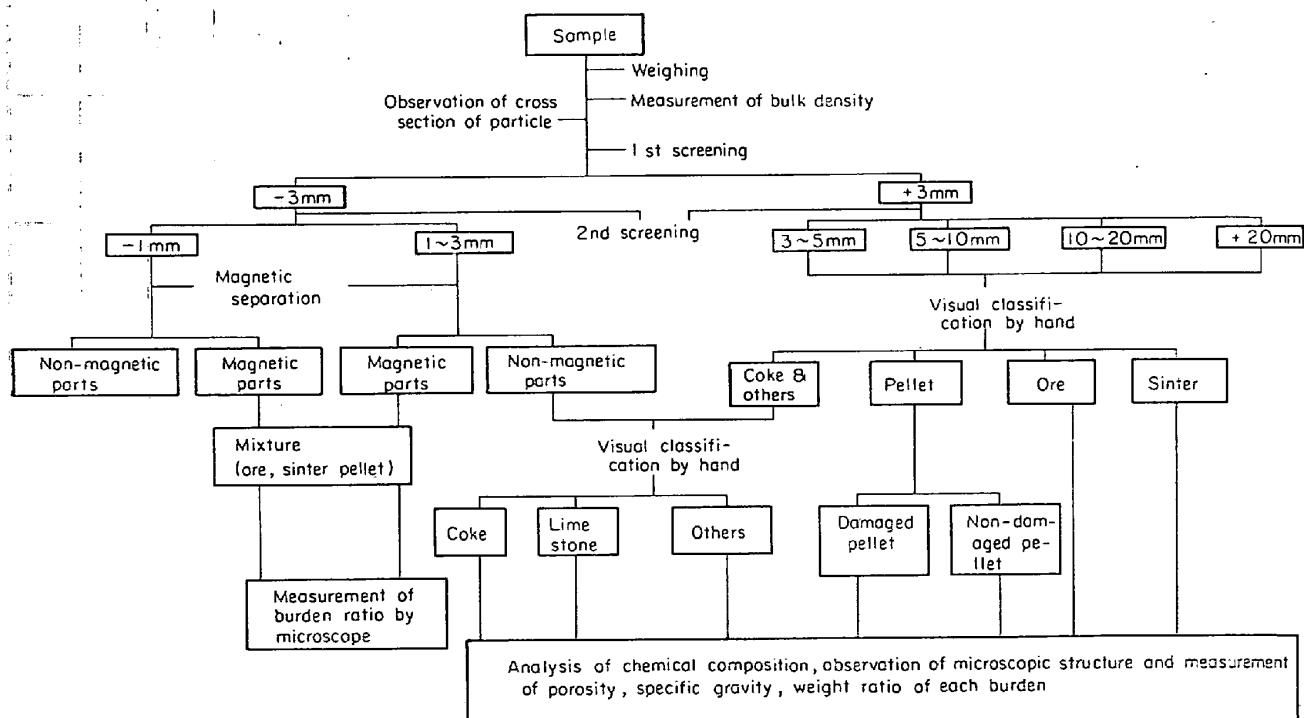 Sample
Weighing
Observation of cross
section of particle
Measurement of bulk density
1 st screening
-3mm
+3mm
2nd screening
-1mm
1~3mm
3~5mm
5~10mm
10~20mm
+20mm
Magnetic
separation
Visual classifi-
cation by hand
Non-magnetic
parts
Magnetic
parts
Magnetic
parts
Non-magnetic
parts
Coke &
others
Pellet
Ore
Sinter
Mixture
(ore, sinter pellet)
Visual classifi-
cation by hand
Coke
Lime
stone
Others
Damaged
pellet
Non-dam-
aged pe-
llet
Measurement of
burden ratio by
microscope
Analysis of chemical composition, observation of microscopic structure and measurement
of porosity, specific gravity, weight ratio of each burden